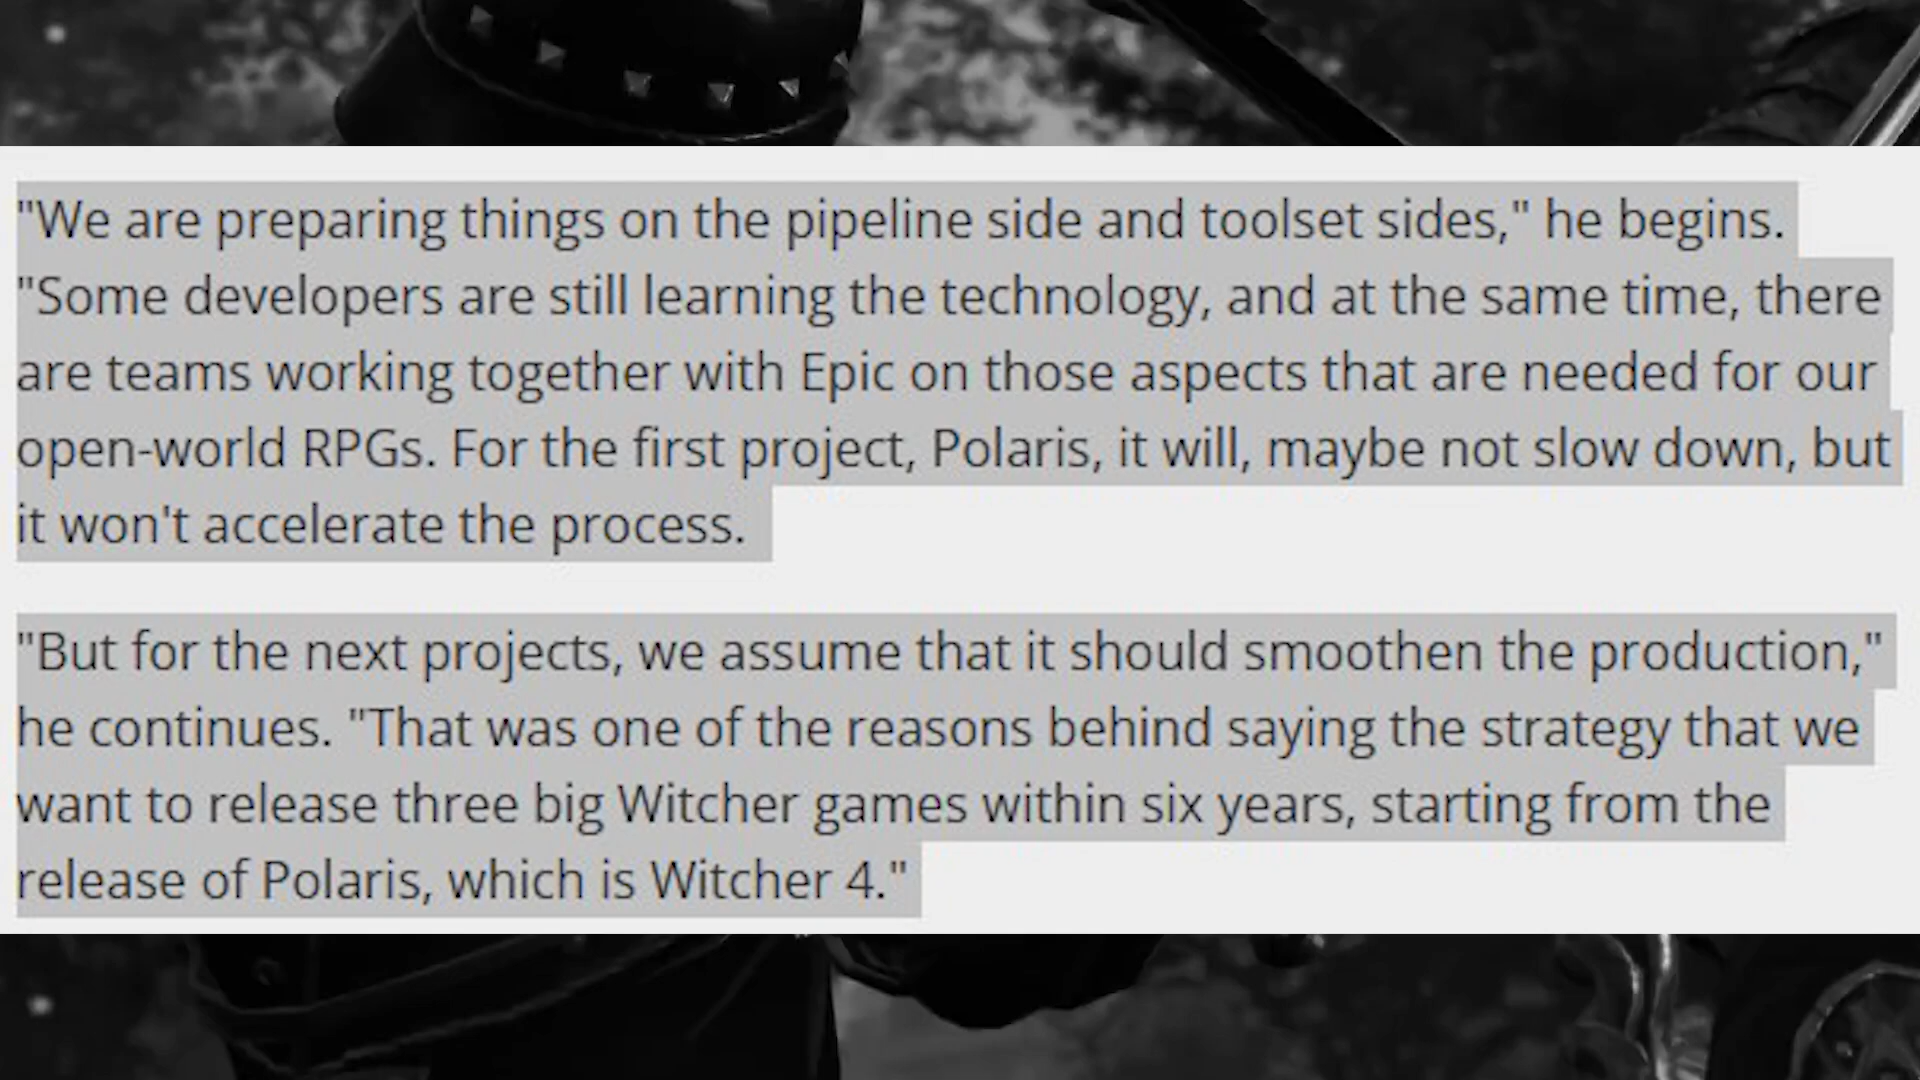 "We are preparing things on the pipeline side and toolset sides," he begins.
"Some developers are still learning the technology, and at the same time, there
are teams working together with Epic on those aspects that are needed for our
open-world RPGs. For the first project, Polaris, it will, maybe not slow down, but
it won't accelerate the process.
"But for the next projects, we assume that it should smoothen the production,"
he continues. "That was one of the reasons behind saying the strategy that we
want to release three big Witcher games within six years, starting from the
release of Polaris, which is Witcher 4."